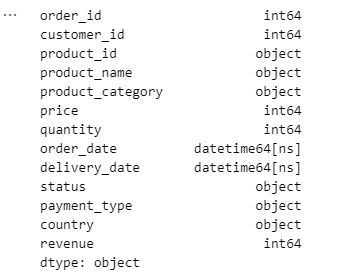 order_id int64
customer_id int64
product_id object
product_name object
product_category object
price int64
quantity int64
order_date datetime64[ns]
delivery_date datetime64[ns]
status object
payment_type object
country object
revenue int64
dtype: object